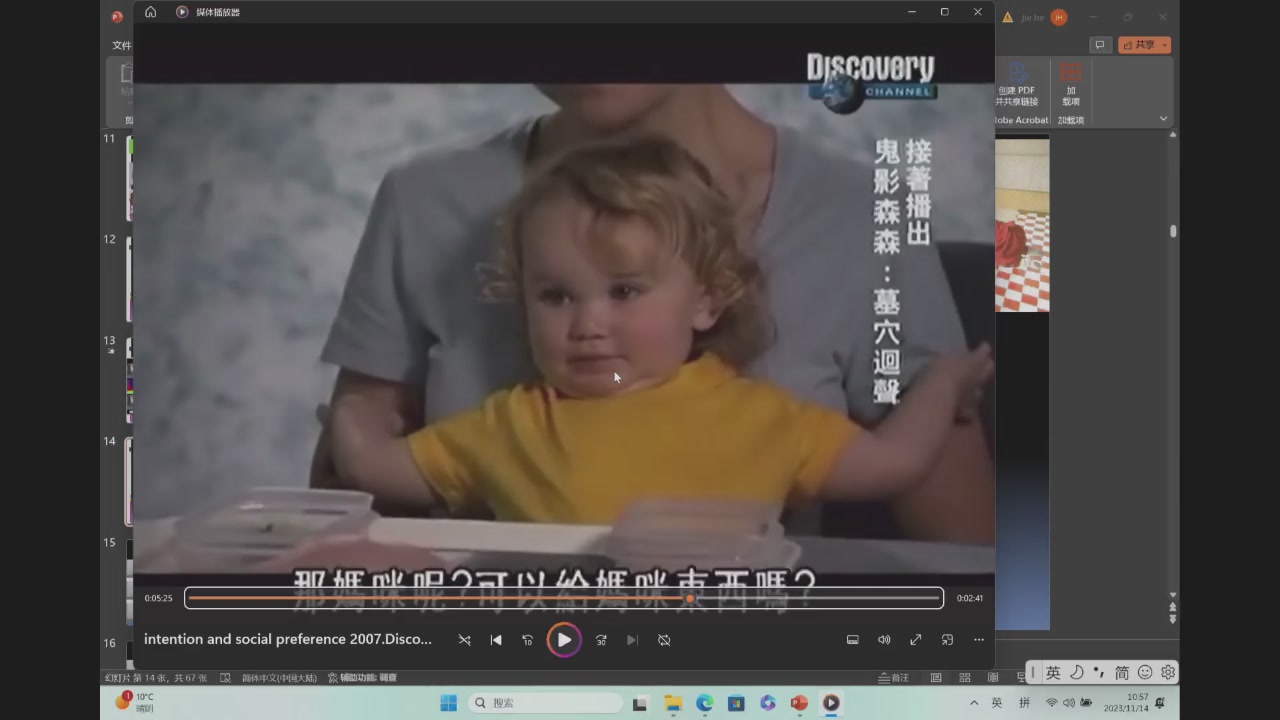 媒体播放器
jie he
JH
文件
共享
创建 PDF
并共享链接
加
载项
dobe Acrobat
加载项
11
12
13
14
15
16
Discovery
CHANNEL
接著播出
鬼影森森：墓穴迴聲
那媽咪呢?可以給媽咪東西嗎?
0:05:25
0:02:41
intention and social preference 2007.Disco...
10
30
幻灯片第 14 张，共 67 张
简体中文(中国大陆)
辅助功能: 调查
备注
英
简
1
10°C
晴朗
搜索
英
拼
10:57
2023/11/14